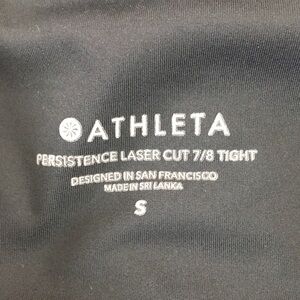 ATHLETA
PERSISTENCE LASER CUT 7/8 TIGHT
DESIGNED IN SAN FRANCISCO
MADE IN SRI LANKA
S